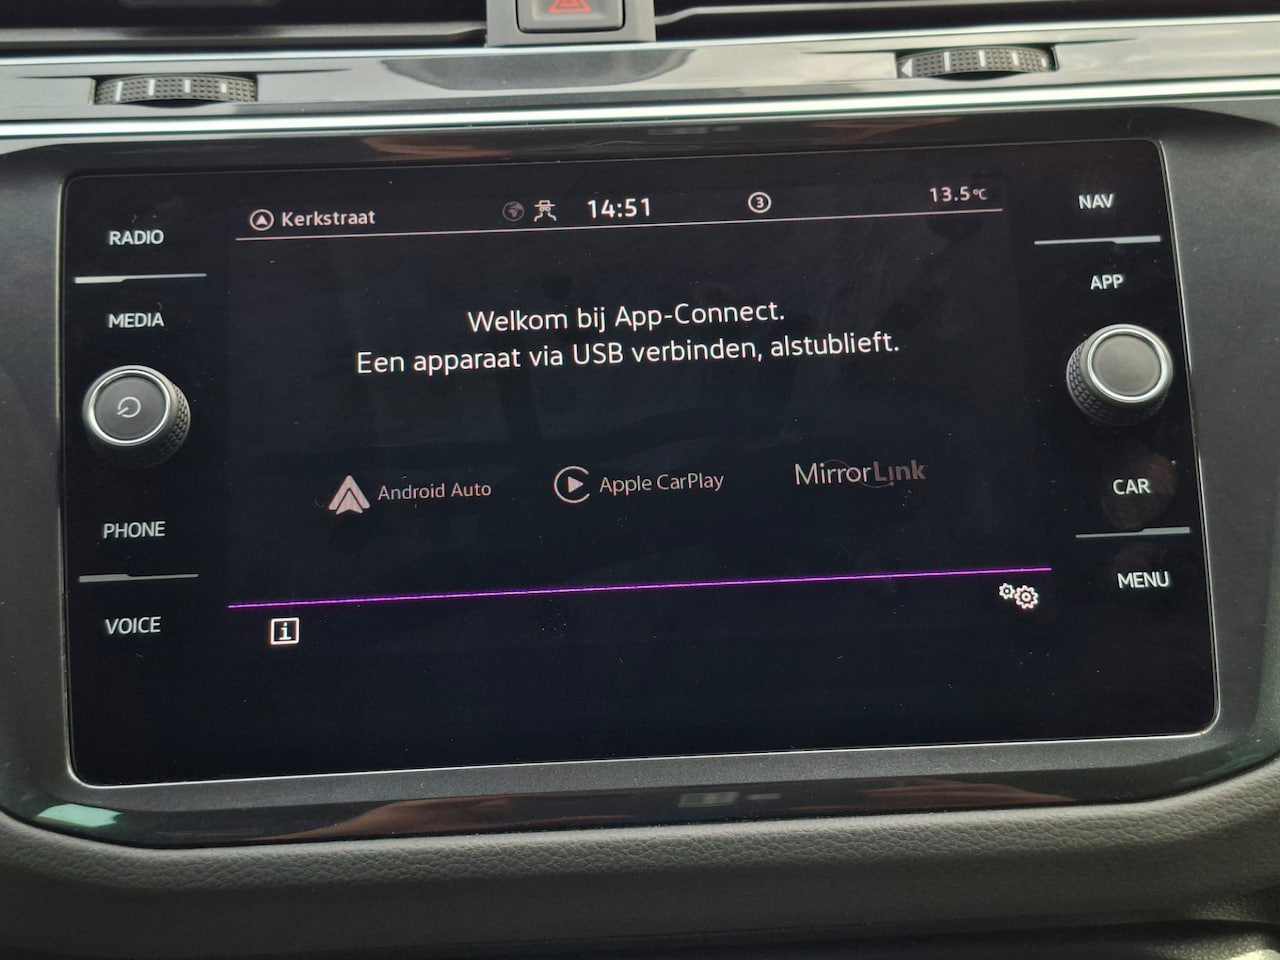 Kerkstraat 14:51 3 13.5°C
RADIO
MEDIA
PHONE
VOICE
Welkom bij App-Connect.
Een apparaat via USB verbinden, alstublieft.
Android Auto Apple CarPlay MirrorLink
i
NAV
APP
CAR
MENU